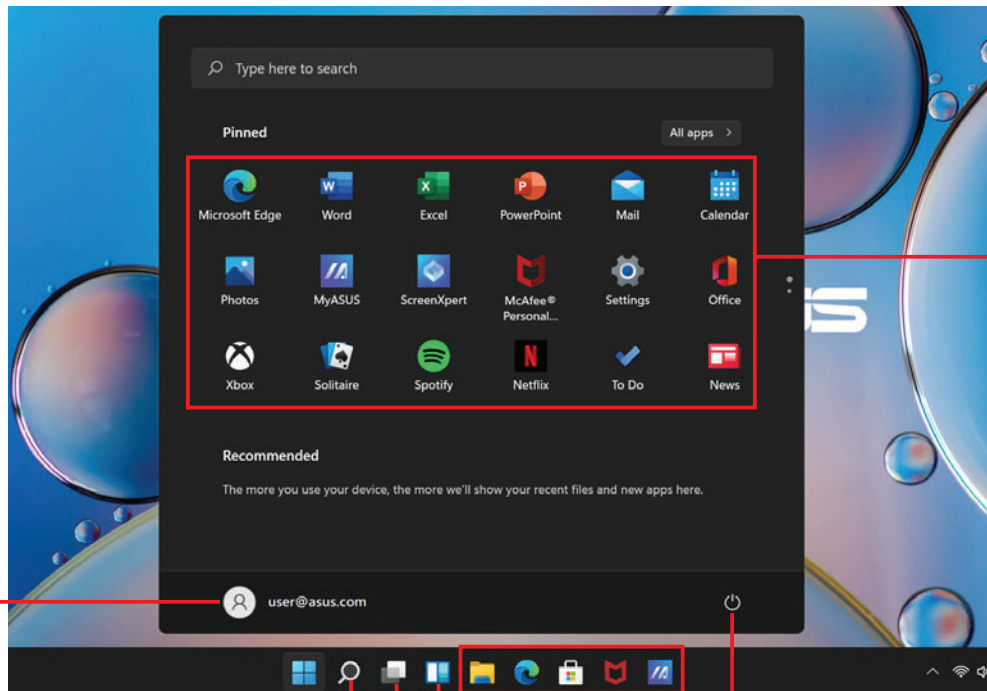 Type here to search
Pinned
All apps >
Microsoft Edge
Word
Excel
PowerPoint
Mail
Calendar
Photos
MyASUS
ScreenXpert
McAfee®
Personal...
Settings
Office
Xbox
Solitaire
Spotify
Netflix
To Do
News
Recommended
The more you use your device, the more we'll show your recent files and new apps here.
user@asus.com